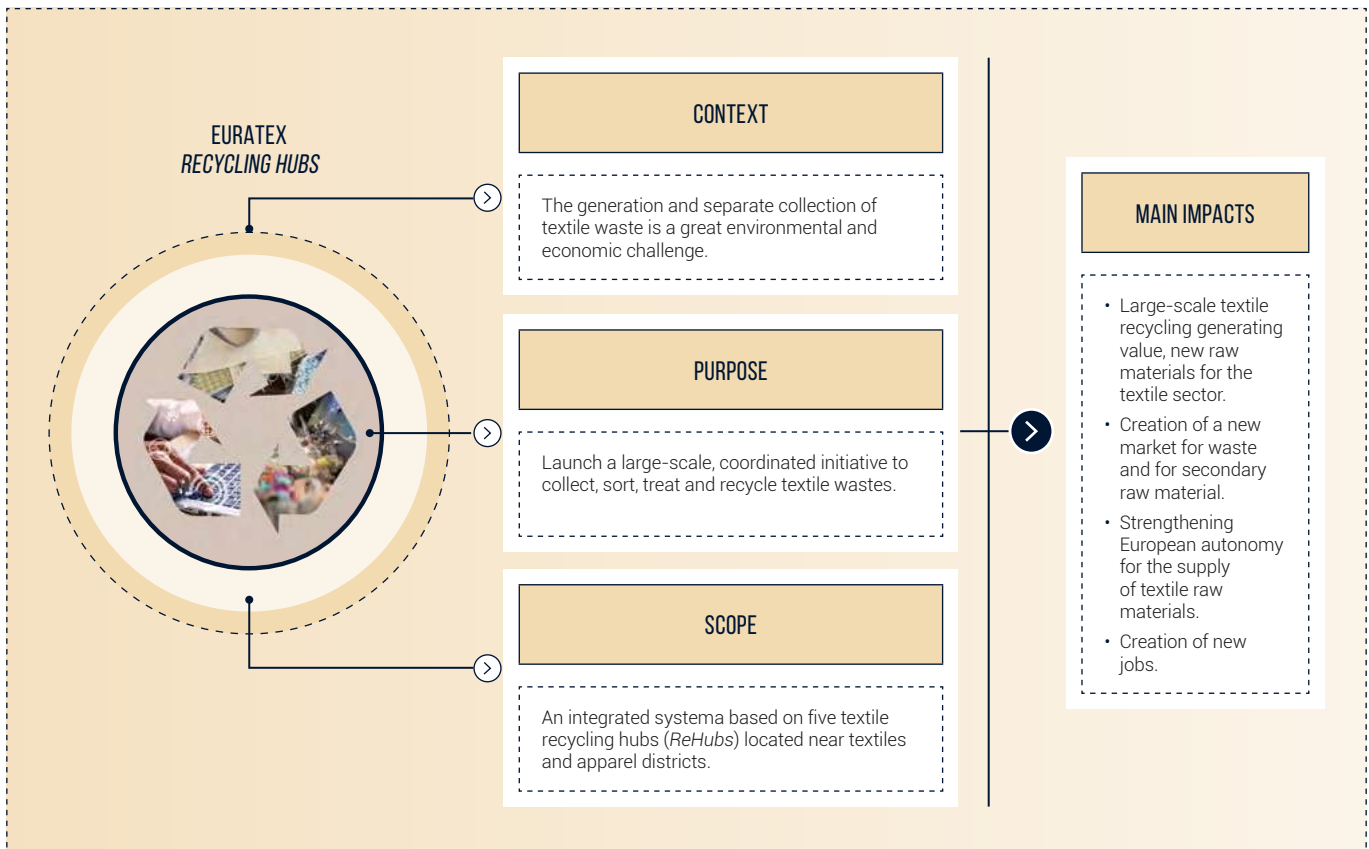 EURATEX
RECYCLING HUBS
CONTEXT
The generation and separate collection of
textile waste is a great environmental and
economic challenge.
PURPOSE
Launch a large-scale, coordinated initiative to
collect, sort, treat and recycle textile wastes.
SCOPE
An integrated systema based on five textile
recycling hubs (ReHubs) located near textiles
and apparel districts.
MAIN IMPACTS
• Large-scale textile
recycling generating
value, new raw
materials for the
textile sector.
• Creation of a new
market for waste
and for secondary
raw material.
• Strengthening
European autonomy
for the supply
of textile raw
materials.
• Creation of new
jobs.